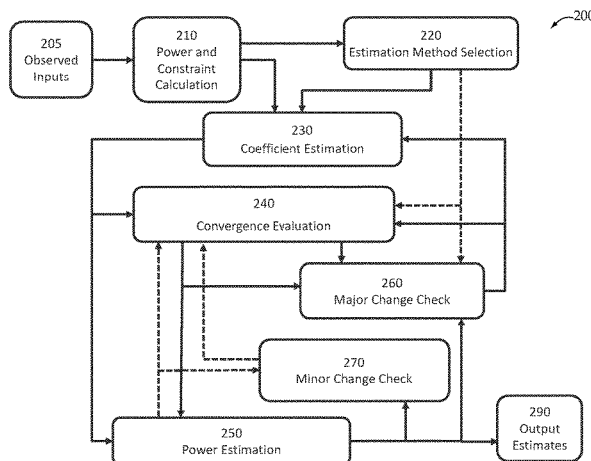 200
205
Observed
Inputs
210
Power and
Constraint
Calculation
220
Estimation Method Selection
230
Coefficient Estimation
240
Convergence Evaluation
260
Major Change Check
270
Minor Change Check
250
Power Estimation
290
Output
Estimates